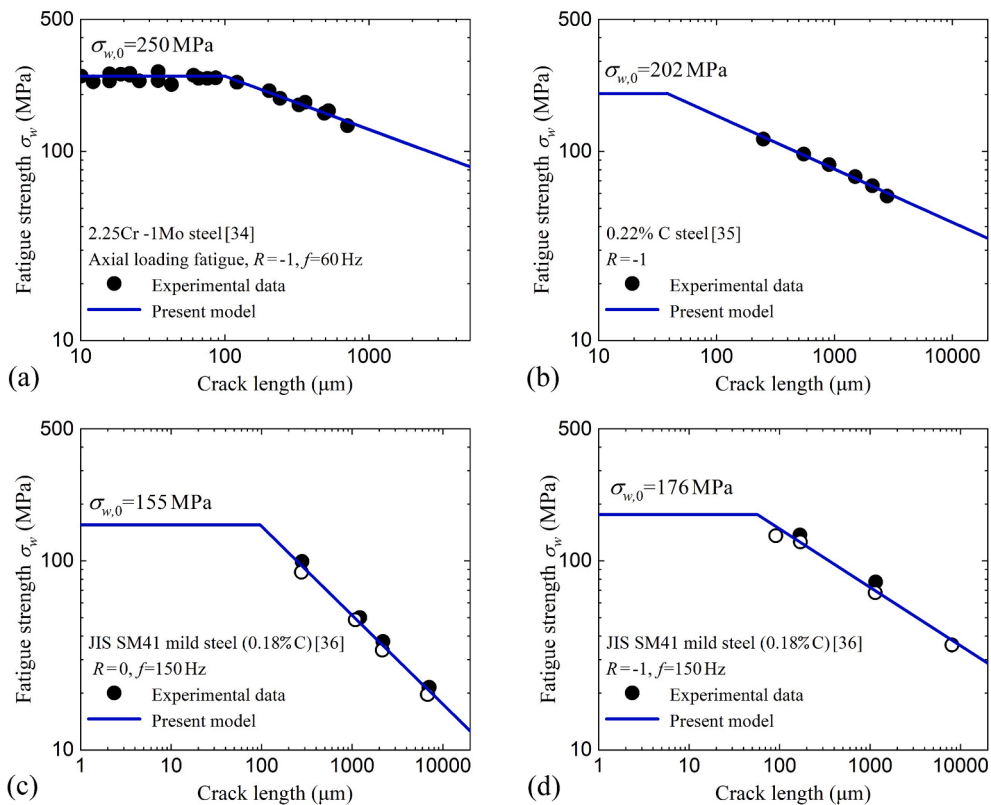 500
σw,0=250 MPa
100
Fatigue strength σw (MPa)
2.25Cr -1Mo steel[34]
Axial loading fatigue, R=-1, f=60 Hz
Experimental data
Present model
10
10 100 1000
(a)
Crack length (μm)
500
σw,0=202 MPa
100
Fatigue strength σw (MPa)
0.22% C steel[35]
R=-1
Experimental data
Present model
10
10 100 1000 10000
(b)
Crack length (μm)
500
σw,0=155 MPa
100
Fatigue strength σw (MPa)
JIS SM41 mild steel (0.18%C)[36]
R=0, f=150 Hz
Experimental data
Present model
10
1 10 100 1000 10000
(c)
Crack length (μm)
500
σw,0=176 MPa
100
Fatigue strength σw (MPa)
JIS SM41 mild steel (0.18%C)[36]
R=-1, f=150 Hz
Experimental data
Present model
10
1 10 100 1000 10000
(d)
Crack length (μm)